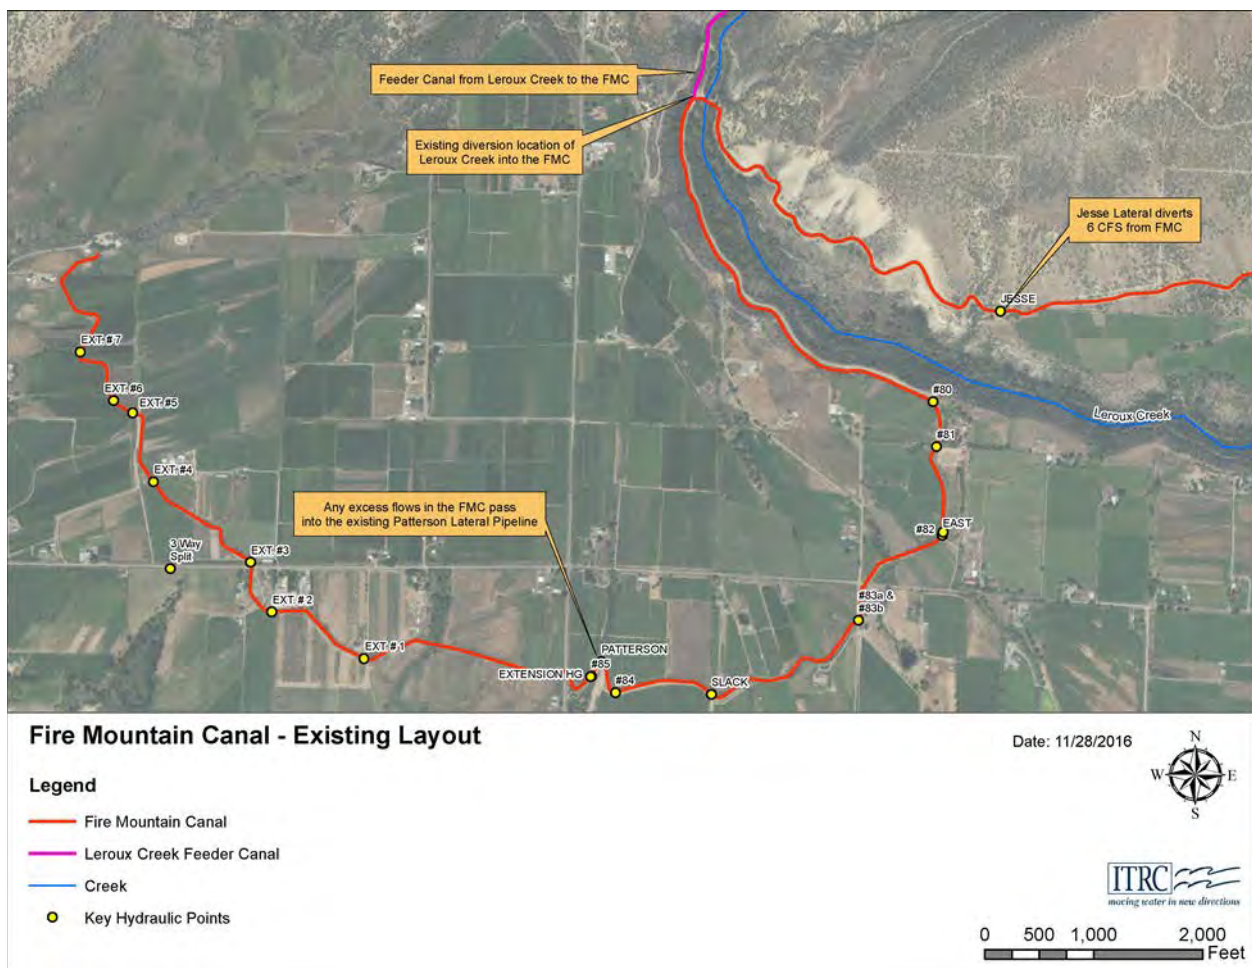 Feeder Canal from Leroux Creek to the FMC
Existing diversion location of
Leroux Creek into the FMC
Jesse Lateral diverts
6 CFS from FMC
JESSE
EXT. #7
EXT. #6
EXT. #5
#80
Leroux Creek
#81
EXT. #4
Any excess flows in the FMC pass
into the existing Patterson Lateral Pipeline
EAST
#82
3 Way
Split
EXT. #3
#83a &
#83b
EXT. # 2
EXT. # 1
PATTERSON
#85
EXTENSION HG
#84
SLACK
Fire Mountain Canal - Existing Layout
Date: 11/28/2016
N
W
E
S
Legend
Fire Mountain Canal
Leroux Creek Feeder Canal
Creek
Key Hydraulic Points
ITRC
moving water in new directions
0 500 1,000 2,000
Feet